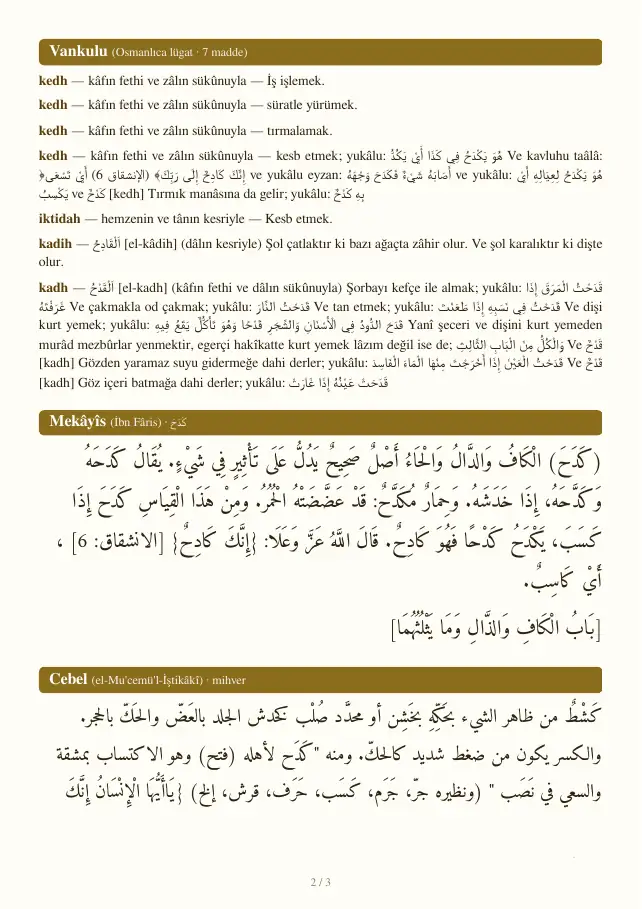 Vankulu (Osmanlıca lügat · 7 madde)
kedh — kâfın fethi ve zâlın sükûnuyla — İş işlemek.
kedh — kâfın fethi ve zâlın sükûnuyla — süratle yürümek.
kedh — kâfın fethi ve zâlın sükûnuyla — tırmalamak.
kedh — kâfın fethi ve zâlın sükûnuyla — kesb etmek; yukâlu: هُوَ يَكْدَحُ فِي كَذَا أَيْ يَكُدُّ Ve kavluhu taâlâ:
﴿إِنَّكَ كَادِحٌ إِلَى رَبِّكَ﴾ (الإنشقاق 6) أَيْ تَسْعَى ve yukâlu eyzan: أَصَابَهُ شَيْءٌ فَكَدَحَ وَجْهَهُ ve yukâlu: هُوَ يَكْدَحُ لِعِيَالِهِ أَيْ
يَكْسِبُ ve كَدْحٌ [kedh] Tırmık manâsına da gelir; yukâlu: بِهِ كَدْحٌ
iktidah — hemzenin ve tânın kesriyle — Kesb etmek.
kadih — اَلْقَادِحُ [el-kâdih] (dâlın kesriyle) Şol çatlaktır ki bazı ağaçta zâhir olur. Ve şol karalıktır ki dişte
olur.
kadh — اَلْقَدْحُ [el-kadh] (kâfın fethi ve dâlın sükûnuyla) Şorbayı kefçe ile almak; yukâlu: قَدَحْتُ الْمَرَقَ إِذَا
غَرَفْتَهُ Ve çakmakla od çakmak; yukâlu: قَدَحْتُ النَّارَ Ve tan etmek; yukâlu: قَدَحْتُ فِي نَسَبِهِ إِذَا طَعَنْتَ Ve dişi
kurt yemek; yukâlu: قَدَحَ الدُّودُ فِي الْأَسْنَانِ وَالشَّجَرِ قَدْحًا وَهُوَ تَأَكُّلٌ يَقَعُ فِيهِ Yanî şeceri ve dişini kurt yemeden
murâd mezbûrlar yenmektir, egerçi hakîkatte kurt yemek lâzım değil ise de; وَالْكُلُّ مِنَ الْبَابِ الثَّالِثِ Ve قَدْحٌ
[kadh] Gözden yaramaz suyu gidermeğe dahi derler; yukâlu: قَدَحْتُ الْعَيْنَ إِذَا أَخْرَجْتَ مِنْهَا الْمَاءَ الْفَاسِدَ Ve قَدْحٌ
[kadh] Göz içeri batmağa dahi derler; yukâlu: قَدَحَتْ عَيْنُهُ إِذَا غَارَتْ
Mekâyîs (İbn Fâris) · كَدَحَ
(كَدَحَ) الْكَافُ وَالدَّالُ وَالْحَاءُ أَصْلٌ صَحِيحٌ يَدُلُّ عَلَى تَأْثِيرٍ فِي شَيْءٍ. يُقَالُ كَدَحَهُ
وَكَدَّحَهُ، إِذَا خَدَشَهُ. وَحِمَارٌ مُكَدَّحٌ: قَدْ عَضَّضَتْهُ الْحُمُرُ. وَمِنْ هَذَا الْقِيَاسِ كَدَحَ إِذَا
كَسَبَ، يَكْدَحُ كَدْحًا فَهُوَ كَادِحٌ. قَالَ اللَّهُ عَزَّ وَعَلَا: {إِنَّكَ كَادِحٌ} [الانشقاق: 6] ،
أَيْ كَاسِبٌ.
[بَابُ الْكَافِ وَالذَّالِ وَمَا يَثْلُثُهُمَا]
Cebel (el-Mu'cemü'l-İştikâkî) · mihver
كَشْطٌ من ظاهر الشيء بحَكِّهِ بخَشِن أو محدَّد صُلْب كخدش الجلد بالعَضّ والحَكّ بالحجر.
والكسر يكون من ضغط شديد كالحكّ. ومنه "كَدَح لأهله (فتح) وهو الاكتساب بمشقة
والسعي في نَصَب " (ونظيره جرّ، جَرَم، كَسَب، حَرَف، قرش، إلخ) {يَاأَيُّهَا الْإِنْسَانُ إِنَّكَ
2 / 3